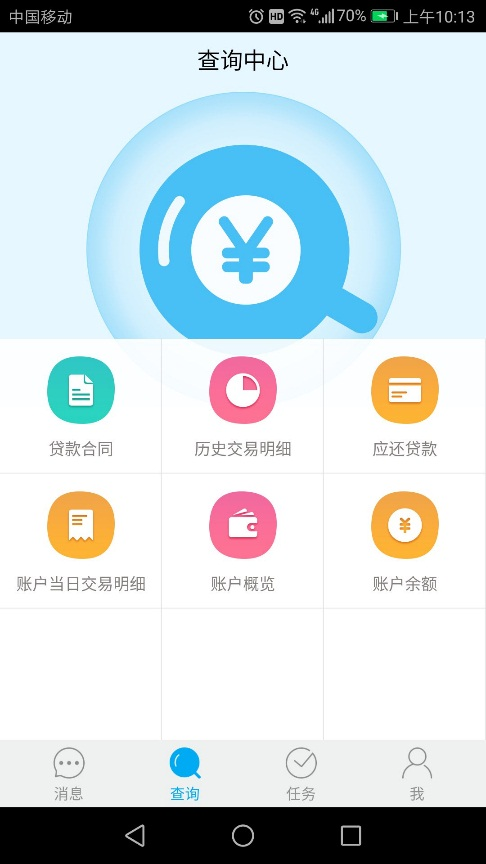 中国移动 HD 4G 70% 上午10:13
查询中心
¥
贷款合同 历史交易明细 应还贷款
¥
账户当日交易明细 账户概览 账户余额
消息 查询 任务 我